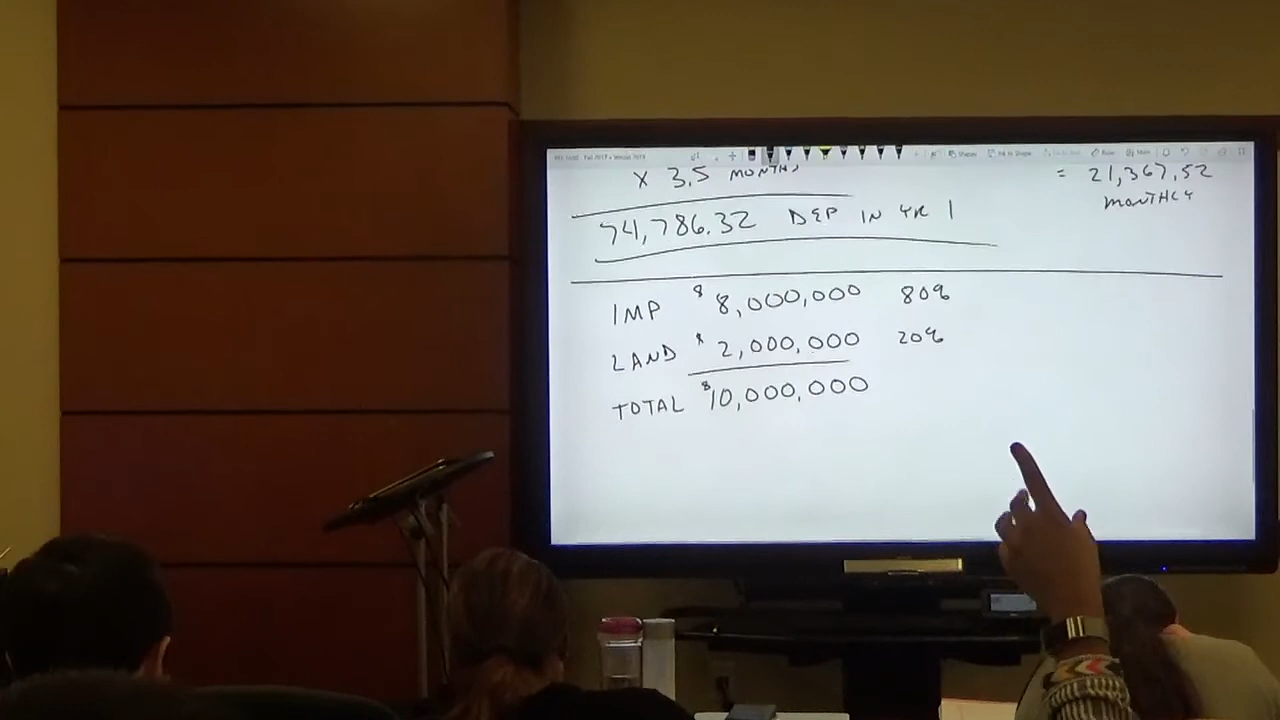 X 3.5 MONTHS
= 21,367.52
MONTHLY
74,786.32 DEP IN YR 1
IMP $ 8,000,000 80%
LAND $ 2,000,000 20%
TOTAL $10,000,000